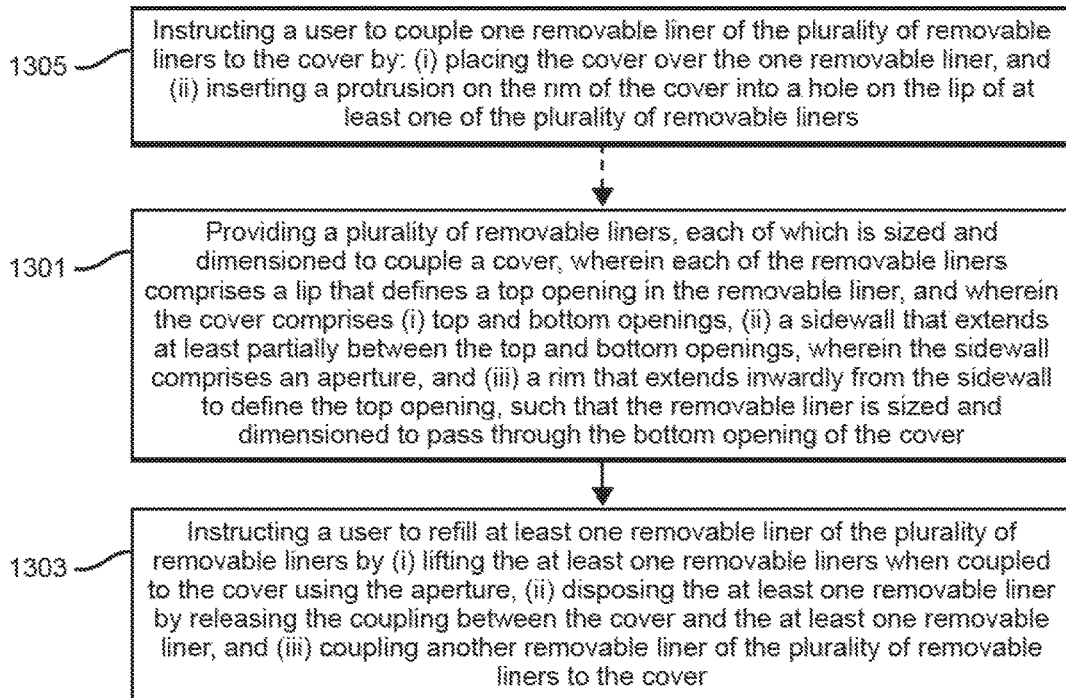 Instructing a user to couple one removable liner of the plurality of removable
liners to the cover by: (i) placing the cover over the one removable liner, and
(ii) inserting a protrusion on the rim of the cover into a hole on the lip of at
least one of the plurality of removable liners
1305
Providing a plurality of removable liners, each of which is sized and
dimensioned to couple a cover, wherein each of the removable liners
comprises a lip that defines a top opening in the removable liner, and wherein
the cover comprises (i) top and bottom openings, (ii) a sidewall that extends
at least partially between the top and bottom openings, wherein the sidewall
comprises an aperture, and (iii) a rim that extends inwardly from the sidewall
to define the top opening, such that the removable liner is sized and
dimensioned to pass through the bottom opening of the cover
1301
Instructing a user to refill at least one removable liner of the plurality of
removable liners by (i) lifting the at least one removable liners when coupled
to the cover using the aperture, (ii) disposing the at least one removable liner
by releasing the coupling between the cover and the at least one removable
liner, and (iii) coupling another removable liner of the plurality of removable
liners to the cover
1303